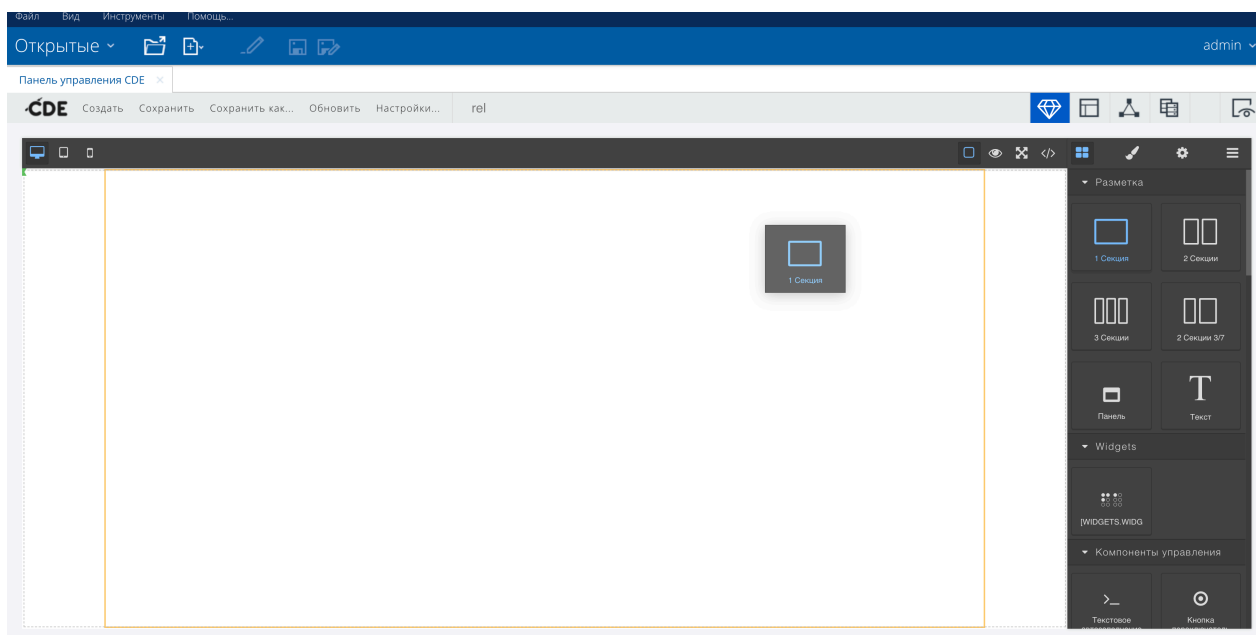 Файл Вид Инструменты Помощь...
Открытые admin
Панель управления CDE
CDE Создать Сохранить Сохранить как... Обновить Настройки... rel
Разметка
1 Секция 2 Секции
1 Секция
3 Секции 2 Секции 3/7
Панель Текст
Widgets
|WIDGETS.WIDG
Компоненты управления
Текстовое Кнопка